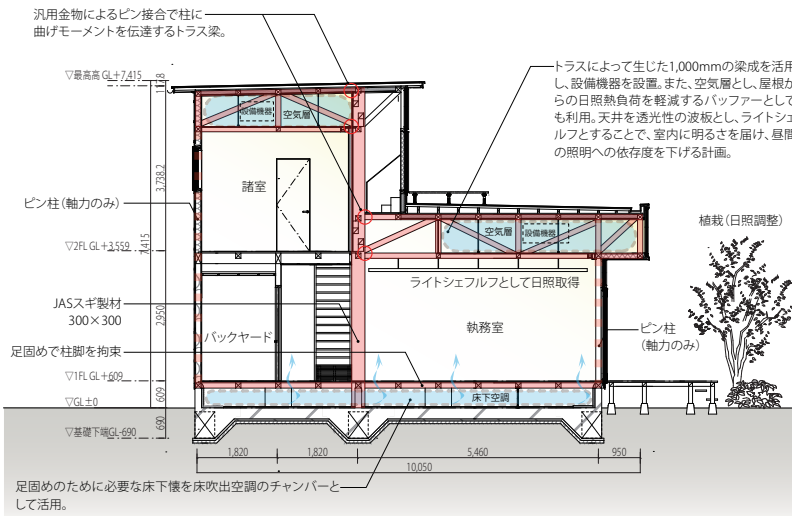 汎用金物によるピン接合で柱に
曲げモーメントを伝達するトラス梁。
▽最高高 GL+7,415
トラスによって生じた1,000mmの梁成を活用
し、設備機器を設置。また、空気層とし、屋根か
らの日照熱負荷を軽減するバッファーとして
も利用。天井を透光性の波板とし、ライトシェ
ルフとすることで、室内に明るさを届け、昼間
の照明への依存度を下げる計画。
設備機器
空気層
3,738.2
7,415
諸室
ピン柱（軸力のみ）
▽2FL GL+3,559
空気層
設備機器
植栽（日照調整）
ライトシェフルフとして日照取得
JASスギ製材
300×300
2,950
バックヤード
執務室
ピン柱
（軸力のみ）
足固めで柱脚を拘束
▽1FL GL+609
609
床下空調
▽GL±0
690
▽基礎下端GL-690
1,820
1,820
5,460
950
10,050
足固めのために必要な床下懐を床吹出空調のチャンバーと
して活用。